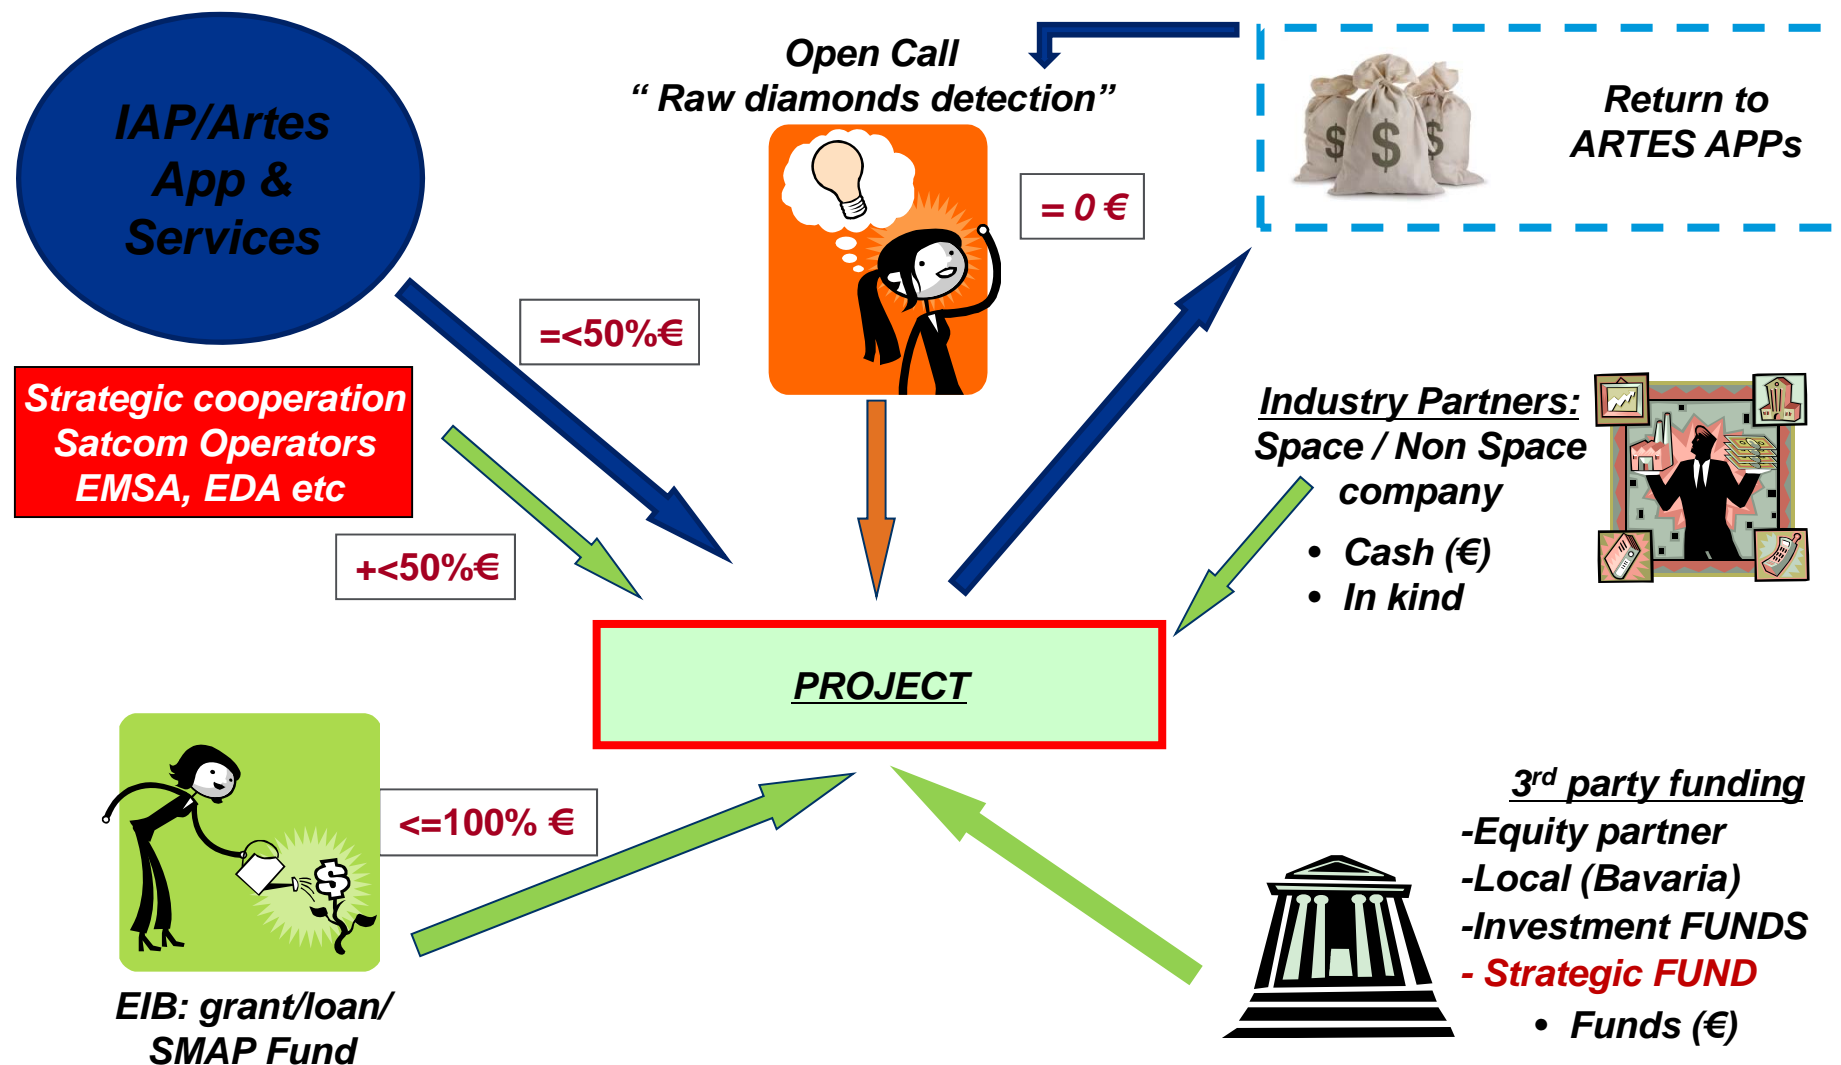 IAP/Artes
App &
Services
Open Call
“ Raw diamonds detection”
= 0 €
$ $ $
Return to
ARTES APPs
=<50%€
Strategic cooperation
Satcom Operators
EMSA, EDA etc
+<50%€
Industry Partners:
Space / Non Space
company
• Cash (€)
• In kind
PROJECT
<=100% €
$
EIB: grant/loan/
SMAP Fund
3rd party funding
-Equity partner
-Local (Bavaria)
-Investment FUNDS
- Strategic FUND
• Funds (€)